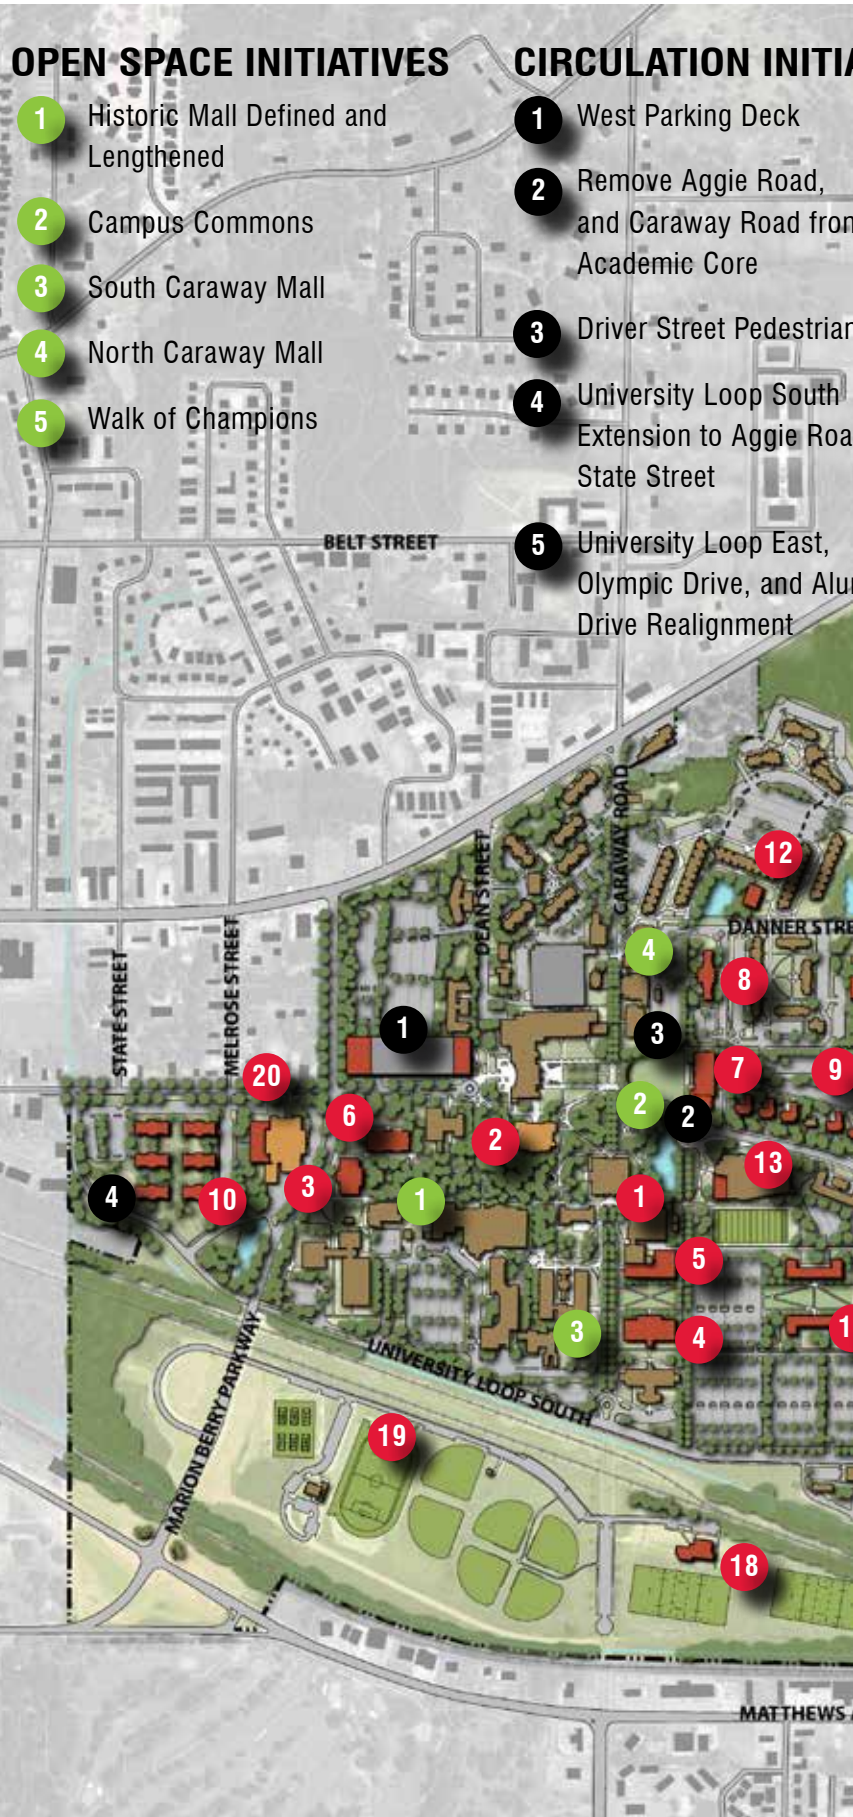 OPEN SPACE INITIATIVES
1 Historic Mall Defined and
Lengthened
2 Campus Commons
3 South Caraway Mall
4 North Caraway Mall
5 Walk of Champions
CIRCULATION INITIA
1 West Parking Deck
2 Remove Aggie Road,
and Caraway Road from
Academic Core
3 Driver Street Pedestrian
4 University Loop South
Extension to Aggie Roa
State Street
5 University Loop East,
Olympic Drive, and Alu
Drive Realignment
BELT STREET
CARAWAY ROAD
DEAN STREET
12
DANNER STRE
STATE STREET
MELROSE STREET
4
8
1
3
20
7
9
6
2
2
2
13
4
10
3
1
1
5
3
4
1
MARION BERRY PARKWAY
UNIVERSITY LOOP SOUTH
19
18
MATTHEWS A